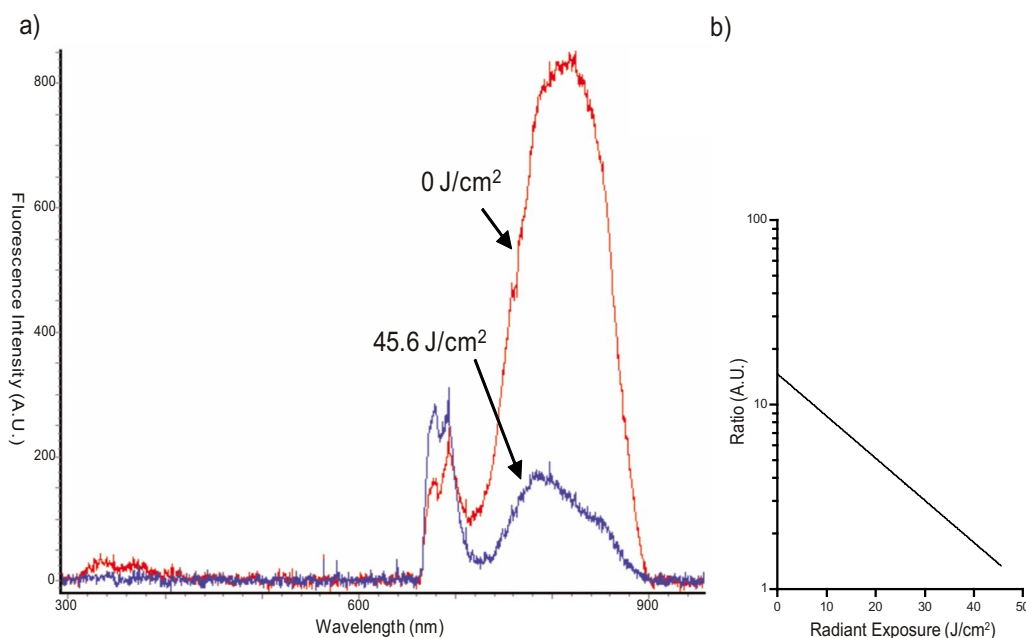 a)
800
600
400
200
0
Fluorescence Intensity (A.U.)
0 J/cm²
45.6 J/cm²
300
600
900
Wavelength (nm)
b)
100
10
1
Ratio (A.U.)
0
10
20
30
40
50
Radiant Exposure (J/cm²)